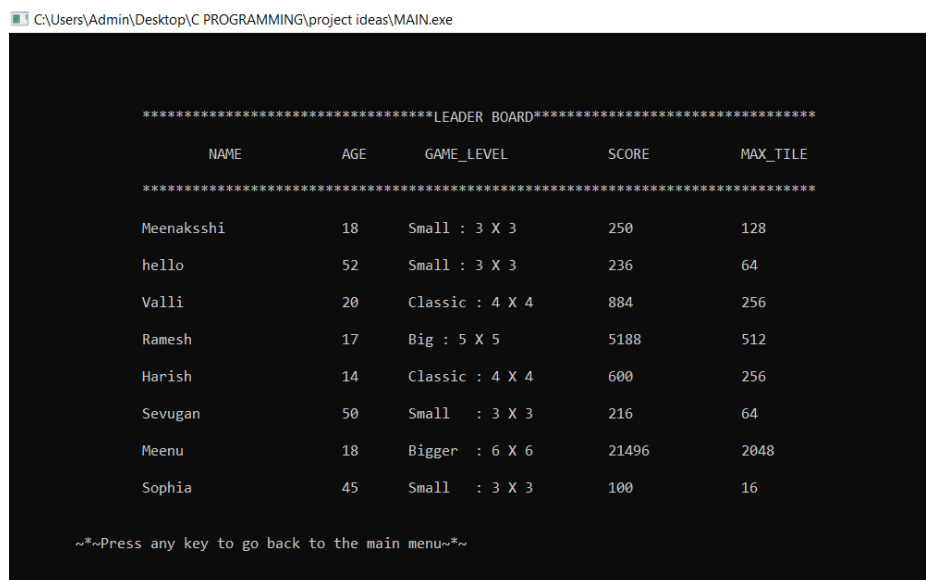 C:\Users\Admin\Desktop\C PROGRAMMING\project ideas\MAIN.exe
***********************************LEADER BOARD**********************************
NAME AGE GAME_LEVEL SCORE MAX_TILE
*********************************************************************************
Meenaksshi 18 Small : 3 X 3 250 128
hello 52 Small : 3 X 3 236 64
Valli 20 Classic : 4 X 4 884 256
Ramesh 17 Big : 5 X 5 5188 512
Harish 14 Classic : 4 X 4 600 256
Sevugan 50 Small : 3 X 3 216 64
Meenu 18 Bigger : 6 X 6 21496 2048
Sophia 45 Small : 3 X 3 100 16
~*~Press any key to go back to the main menu~*~